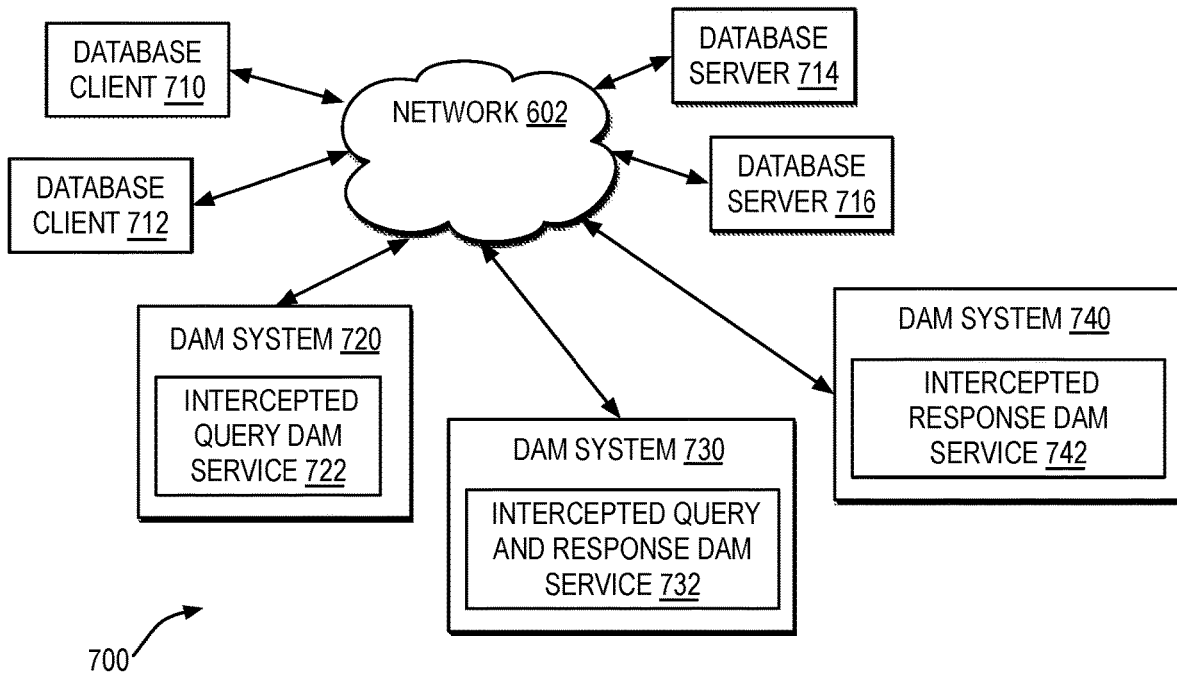 DATABASE
CLIENT 710
DATABASE
SERVER 714
NETWORK 602
DATABASE
CLIENT 712
DATABASE
SERVER 716
DAM SYSTEM 720
INTERCEPTED
QUERY DAM
SERVICE 722
DAM SYSTEM 730
INTERCEPTED QUERY
AND RESPONSE DAM
SERVICE 732
DAM SYSTEM 740
INTERCEPTED
RESPONSE DAM
SERVICE 742
700